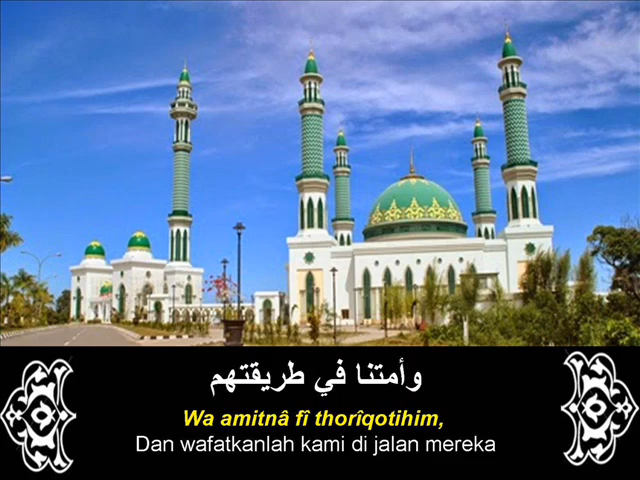 وأمتنا في طريقتهم
Wa amitnâ fî thorîqotihim,
Dan wafatkanlah kami di jalan mereka